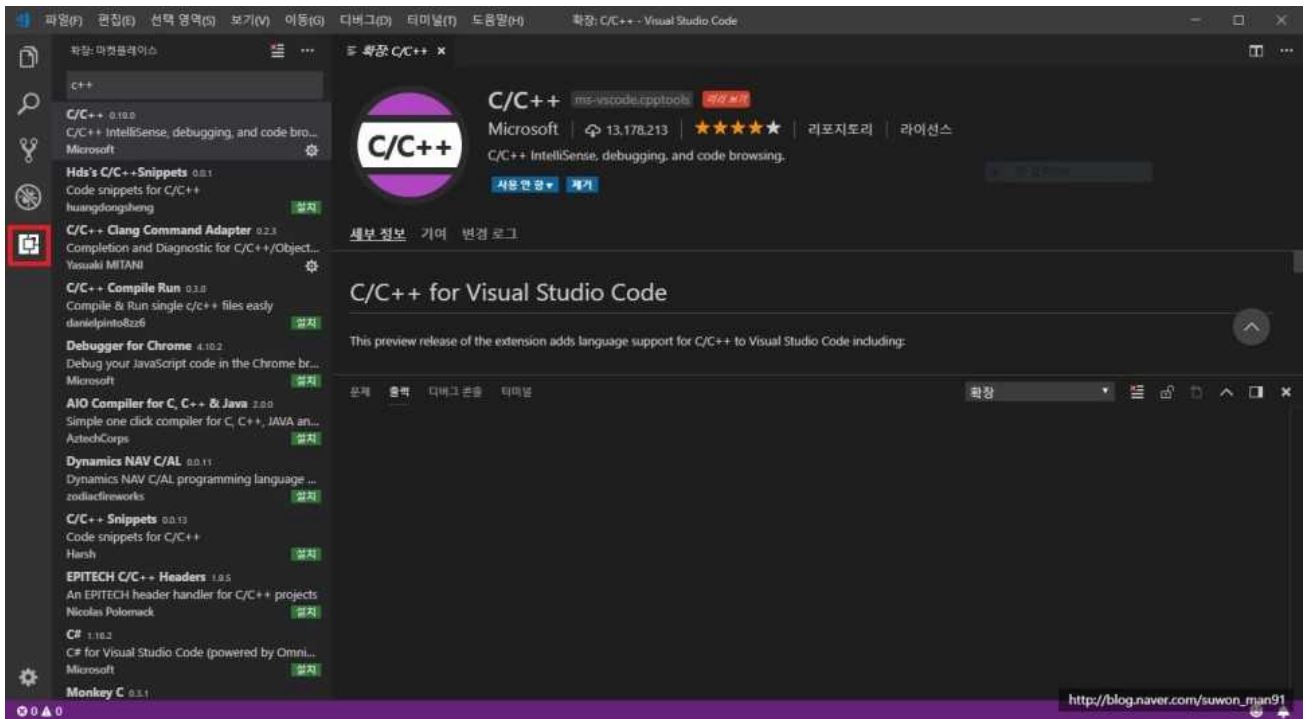 파일(F) 편집(E) 선택 영역(S) 보기(V) 이동(G) 디버그(D) 터미널(T) 도움말(H) 확장: C/C++ - Visual Studio Code
확장: 마켓플레이스
확장: C/C++
c++
C/C++ 0.18.0
C/C++ IntelliSense, debugging, and code bro...
Microsoft
Hds's C/C++Snippets 0.0.1
Code snippets for C/C++
huangdongsheng 설치
C/C++ Clang Command Adapter 0.2.3
Completion and Diagnostic for C/C++/Object...
Yasuaki MITANI
C/C++ Compile Run 0.3.0
Compile & Run single c/c++ files easly
danielpinto8zz6 설치
Debugger for Chrome 4.10.2
Debug your JavaScript code in the Chrome br...
Microsoft 설치
AIO Compiler for C, C++ & Java 2.0.0
Simple one click compiler for C, C++, JAVA an...
AztechCorps 설치
Dynamics NAV C/AL 0.0.11
Dynamics NAV C/AL programming language ...
zodiacfireworks 설치
C/C++ Snippets 0.0.13
Code snippets for C/C++
Harsh 설치
EPITECH C/C++ Headers 1.0.5
An EPITECH header handler for C/C++ projects
Nicolas Polomack 설치
C# 1.18.2
C# for Visual Studio Code (powered by Omni...
Microsoft 설치
Monkey C 0.3.1
C/C++
C/C++ ms-vscode.cpptools 미리 보기
Microsoft 13,178,213 리포지토리 라이선스
C/C++ IntelliSense, debugging, and code browsing.
사용 안 함 제거
세부 정보 기여 변경 로그
C/C++ for Visual Studio Code
This preview release of the extension adds language support for C/C++ to Visual Studio Code including:
문제 출력 디버그 콘솔 터미널 확장
http://blog.naver.com/suwon_man91
0 0